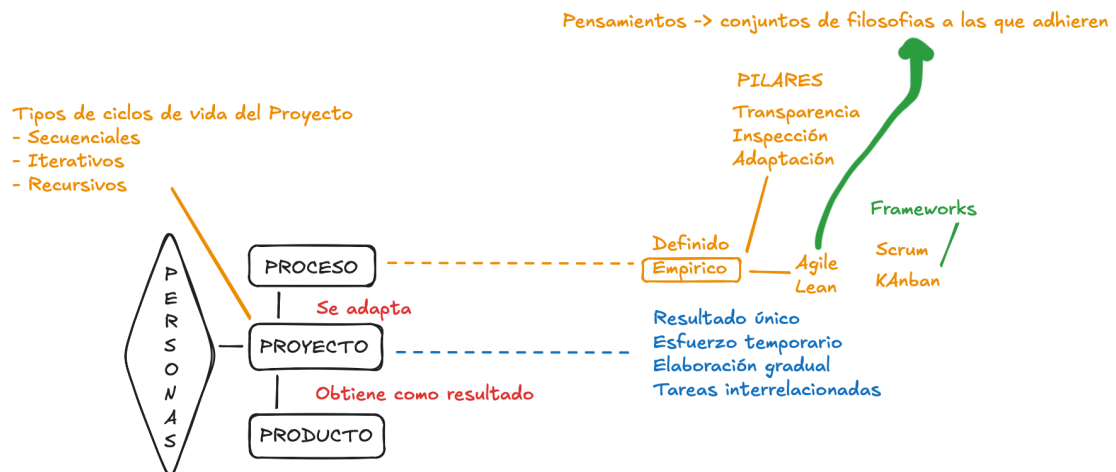 Pensamientos -> conjuntos de filosofias a las que adhieren
PILARES
Transparencia
Inspección
Adaptación
Tipos de ciclos de vida del Proyecto
- Secuenciales
- Iterativos
- Recursivos
Frameworks
Scrum
KAnban
Definido
Empirico
Agile
Lean
PERSONAS
PROCESO
Se adapta
PROYECTO
Resultado único
Esfuerzo temporario
Elaboración gradual
Tareas interrelacionadas
Obtiene como resultado
PRODUCTO